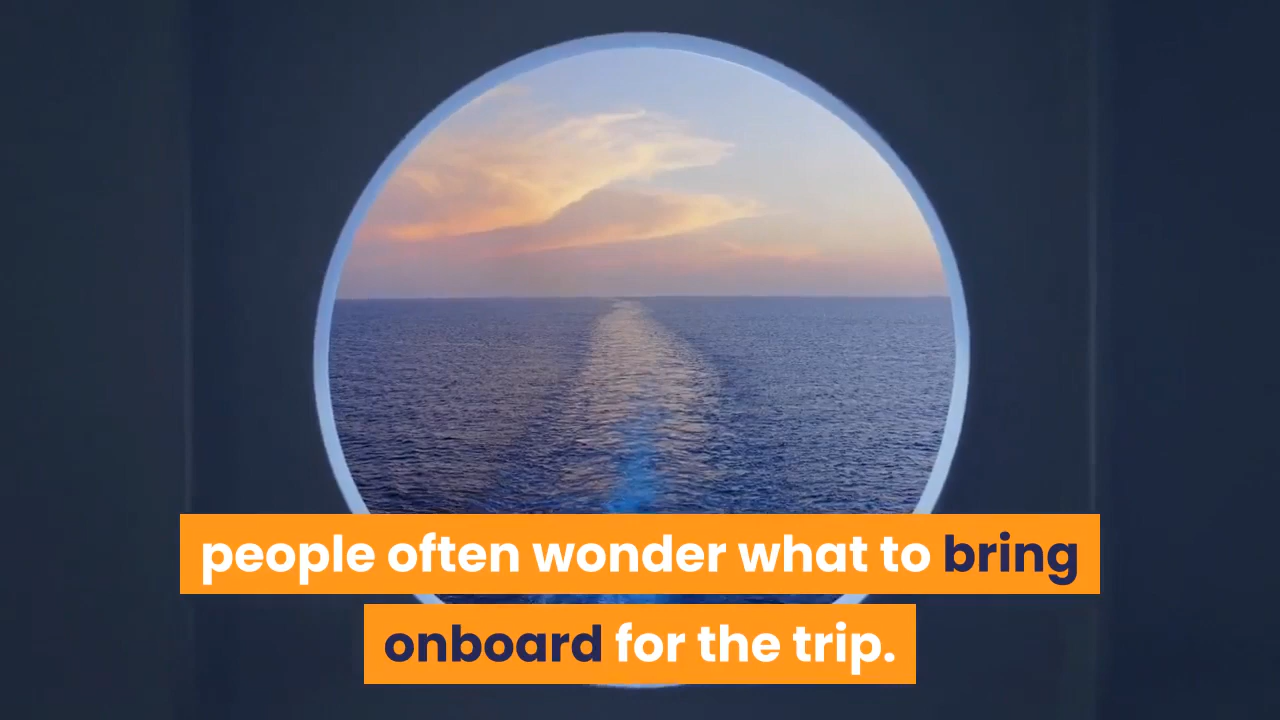 people often wonder what to bring
onboard for the trip.